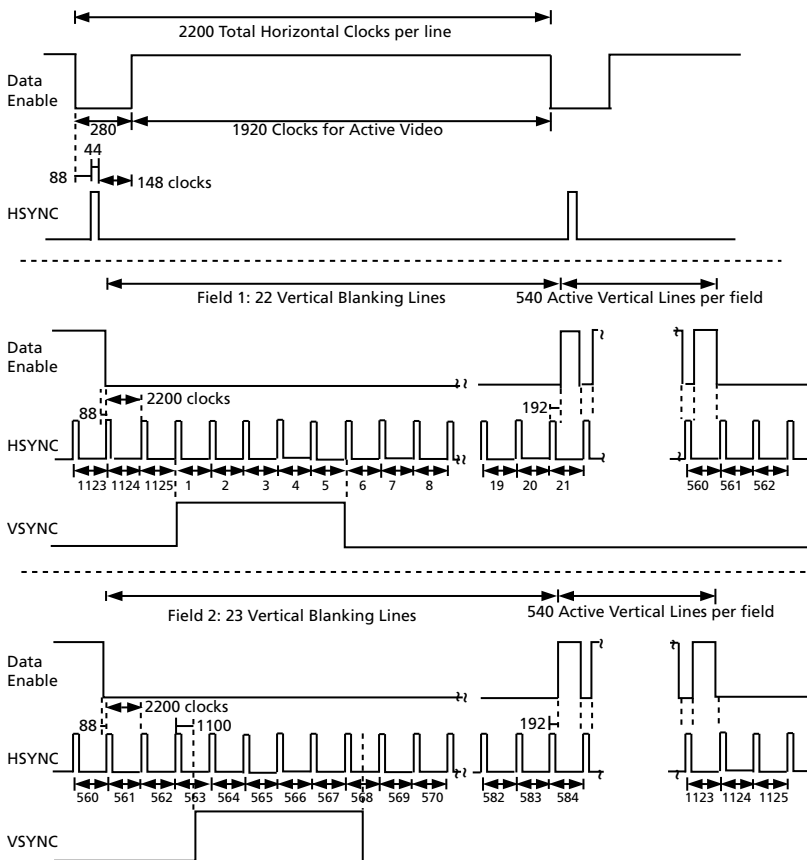 2200 Total Horizontal Clocks per line
Data
Enable
280
1920 Clocks for Active Video
44
88
148 clocks
HSYNC
Field 1: 22 Vertical Blanking Lines
540 Active Vertical Lines per field
Data
Enable
2200 clocks
88
192
HSYNC
1123 1124 1125 1 2 3 4 5 6 7 8 19 20 21 560 561 562
VSYNC
Field 2: 23 Vertical Blanking Lines
540 Active Vertical Lines per field
Data
Enable
2200 clocks
88
1100
192
HSYNC
560 561 562 563 564 565 566 567 568 569 570 582 583 584 1123 1124 1125
VSYNC